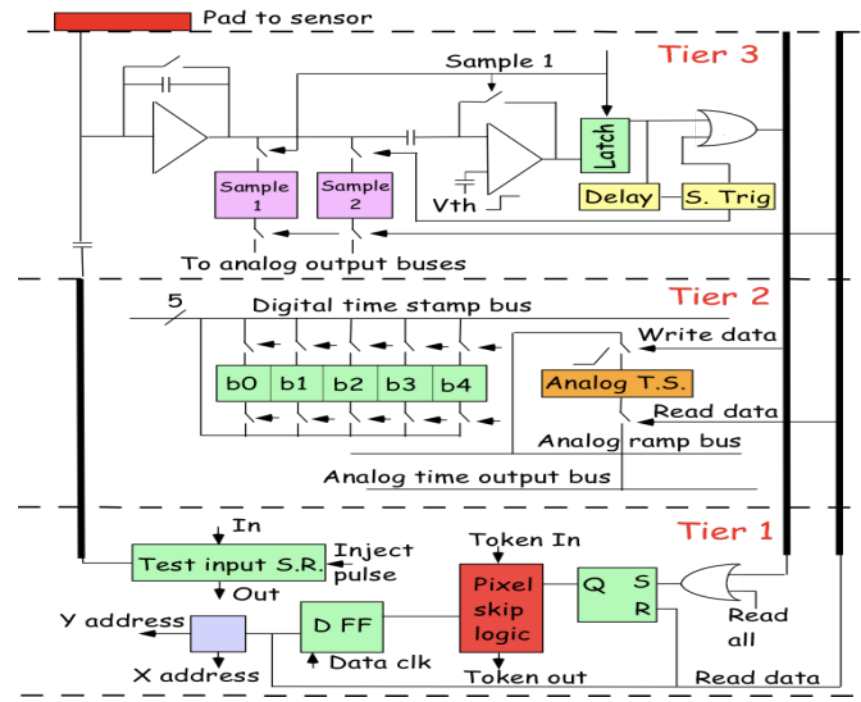 Pad to sensor
Tier 3
Sample 1
Latch
Sample
1
Sample
2
Vth
Delay
S. Trig
To analog output buses
Tier 2
5
Digital time stamp bus
Write data
b0 b1 b2 b3 b4
Analog T.S.
Read data
Analog ramp bus
Analog time output bus
Tier 1
In
Token In
Test input S.R.
Inject
pulse
Out
Pixel
skip
logic
Q S
R
Read
all
Y address
D FF
X address
Data clk
Token out
Read data